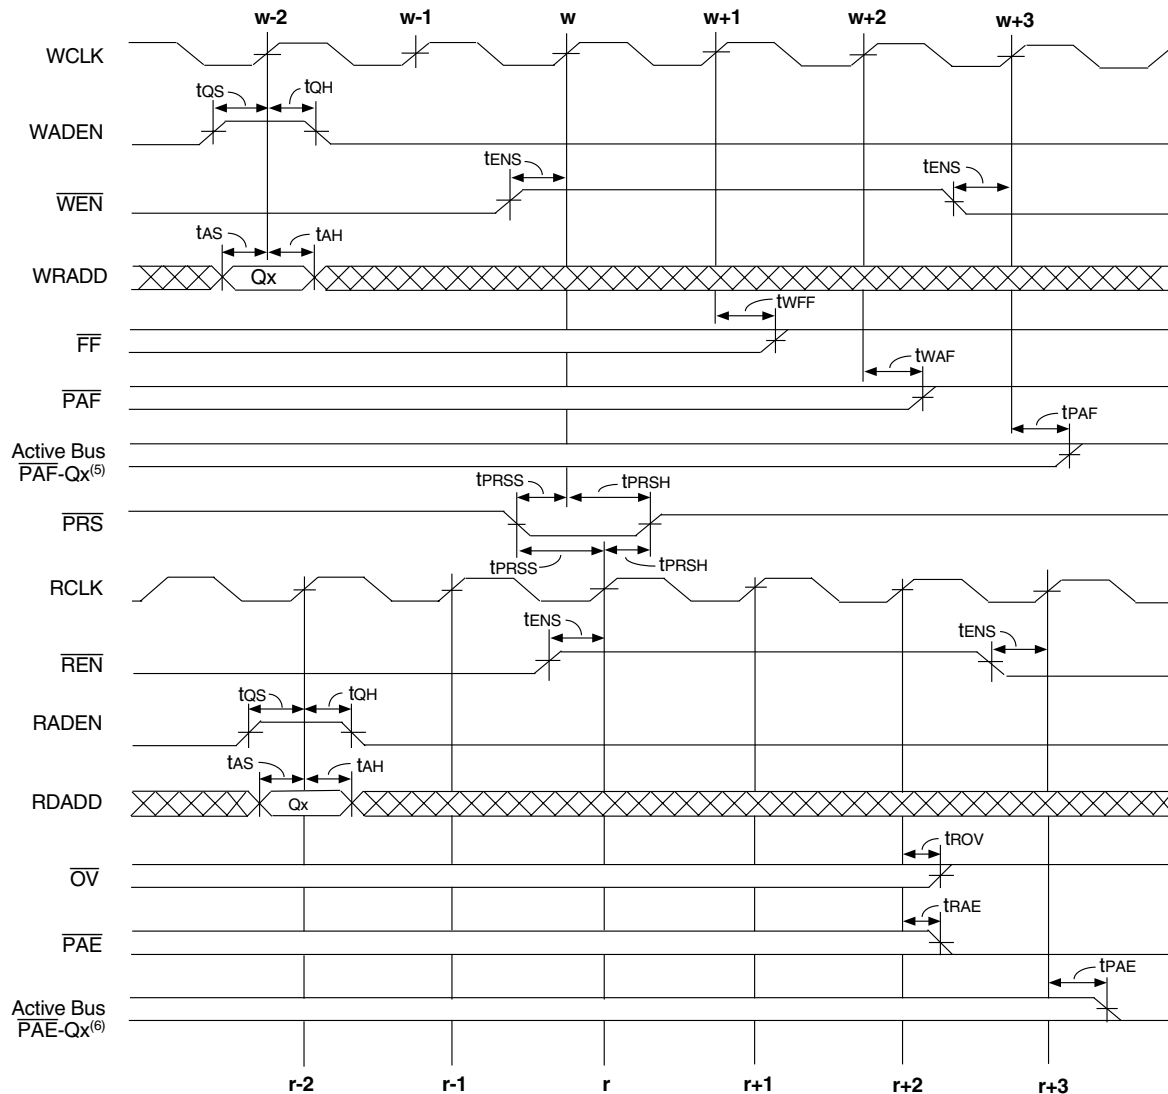 w-2 w-1 w w+1 w+2 w+3
WCLK
tQS tQH
WADEN
tENS tENS
WEN
tAS tAH
WRADD Qx
tWFF
FF
tWAF
PAF
tPAF
Active Bus
PAF-Qx(5)
tPRSS tPRSH
PRS
tPRSS tPRSH
RCLK
tENS tENS
REN
tQS tQH
RADEN
tAS tAH
RDADD Qx
tROV
OV
tRAE
PAE
tPAE
Active Bus
PAE-Qx(6)
r-2 r-1 r r+1 r+2 r+3